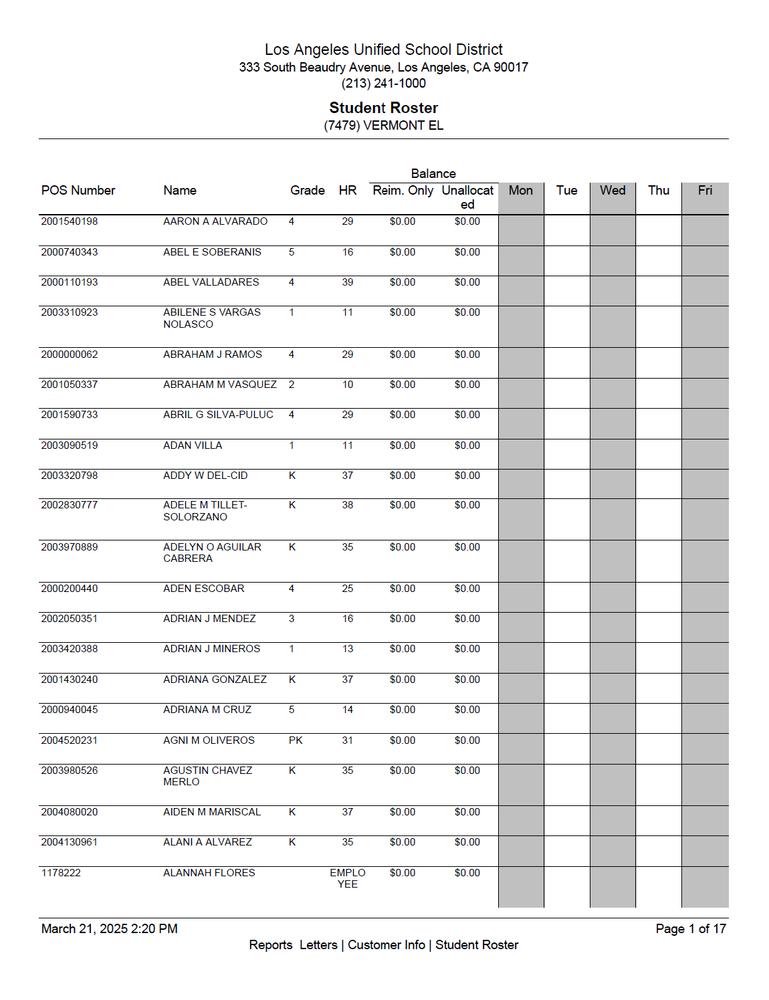 Los Angeles Unified School District
333 South Beaudry Avenue, Los Angeles, CA 90017
(213) 241-1000
Student Roster
(7479) VERMONT EL
Balance
POS Number Name Grade HR Reim. Only Unallocat Mon Tue Wed Thu Fri
ed
2001540198 AARON A ALVARADO 4 29 $0.00 $0.00
2000740343 ABEL E SOBERANIS 5 16 $0.00 $0.00
2000110193 ABEL VALLADARES 4 39 $0.00 $0.00
2003310923 ABILENE S VARGAS 1 11 $0.00 $0.00
NOLASCO
2000000062 ABRAHAM J RAMOS 4 29 $0.00 $0.00
2001050337 ABRAHAM M VASQUEZ 2 10 $0.00 $0.00
2001590733 ABRIL G SILVA-PULUC 4 29 $0.00 $0.00
2003090519 ADAN VILLA 1 11 $0.00 $0.00
2003320798 ADDY W DEL-CID K 37 $0.00 $0.00
2002830777 ADELE M TILLET- K 38 $0.00 $0.00
SOLORZANO
2003970889 ADELYN O AGUILAR K 35 $0.00 $0.00
CABRERA
2000200440 ADEN ESCOBAR 4 25 $0.00 $0.00
2002050351 ADRIAN J MENDEZ 3 16 $0.00 $0.00
2003420388 ADRIAN J MINEROS 1 13 $0.00 $0.00
2001430240 ADRIANA GONZALEZ K 37 $0.00 $0.00
2000940045 ADRIANA M CRUZ 5 14 $0.00 $0.00
2004520231 AGNI M OLIVEROS PK 31 $0.00 $0.00
2003980526 AGUSTIN CHAVEZ K 35 $0.00 $0.00
MERLO
2004080020 AIDEN M MARISCAL K 37 $0.00 $0.00
2004130961 ALANI A ALVAREZ K 35 $0.00 $0.00
1178222 ALANNAH FLORES EMPLO $0.00 $0.00
YEE
March 21, 2025 2:20 PM Page 1 of 17
Reports Letters | Customer Info | Student Roster